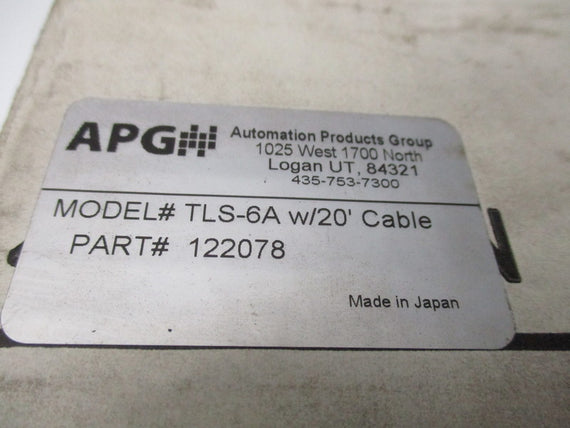 APG
Automation Products Group
1025 West 1700 North
Logan UT, 84321
435-753-7300
MODEL# TLS-6A w/20' Cable
PART# 122078
Made in Japan